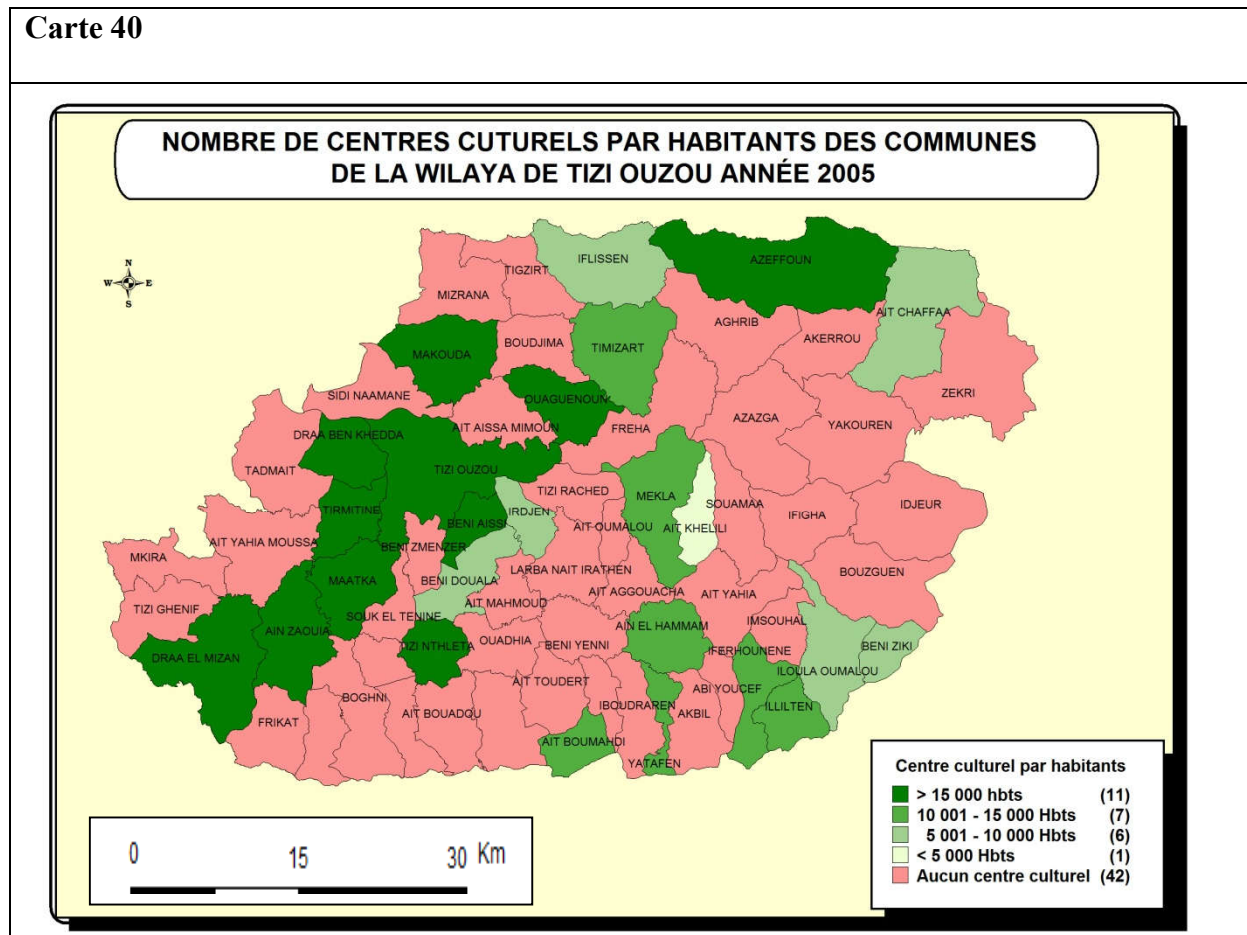 Carte 40
NOMBRE DE CENTRES CUTURELS PAR HABITANTS DES COMMUNES
DE LA WILAYA DE TIZI OUZOU ANNÉE 2005
N
W E
S
IFLISSEN
AZEFFOUN
TIGZIRT
MIZRANA
AIT CHAFFAA
AGHRIB
AKERROU
BOUDJIMA
TIMIZART
MAKOUDA
ZEKRI
SIDI NAAMANE
OUAGUENOUN
AZAZGA
YAKOUREN
AIT AISSA MIMOUN
FREHA
DRAA BEN KHEDDA
TADMAIT
TIZI OUZOU
TIZI RACHED
MEKLA
SOUAMAA
IDJEUR
TIRMITINE
IRDJEN
IFIGHA
BENI AISSI
AIT OUMALOU
AIT KHELILI
AIT YAHIA MOUSSA
BENI ZMENZER
MKIRA
LARBA NAIT IRATHEN
BOUZGUEN
MAATKA
BENI DOUALA
AIT AGGOUACHA
AIT YAHIA
TIZI GHENIF
AIT MAHMOUD
SOUK EL TENINE
IMSOUHAL
AIN ZAOUIA
AIN EL HAMMAM
TIZI NTHLETA
OUADHIA
BENI YENNI
BENI ZIKI
IFERHOUNENE
DRAA EL MIZAN
ILOULA OUMALOU
AIT TOUDERT
ABI YOUCEF
BOGHNI
IBOUDRAREN
ILLILTEN
AKBIL
AIT BOUADOU
FRIKAT
AIT BOUMAHDI
YATAFEN
Centre culturel par habitants
> 15 000 hbts (11)
10 001 - 15 000 Hbts (7)
5 001 - 10 000 Hbts (6)
< 5 000 Hbts (1)
Aucun centre culturel (42)
0 15 30 Km